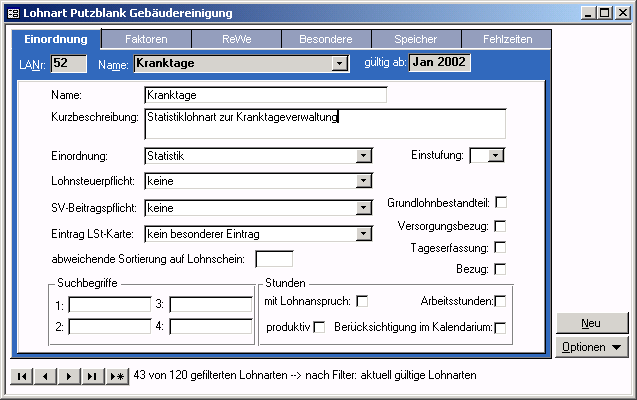 Lohnart Putzblank Gebäudereinigung
Einordnung Faktoren ReWe Besondere Speicher Fehlzeiten
LANr: 52 Name: Kranktage gültig ab: Jan 2002
Name: Kranktage
Kurzbeschreibung: Statistiklohnart zur Kranktageverwaltung
Einordnung: Statistik Einstufung:
Lohnsteuerpflicht: keine
SV-Beitragspflicht: keine Grundlohnbestandteil:
Versorgungsbezug:
Eintrag LSt-Karte: kein besonderer Eintrag
Tageserfassung:
abweichende Sortierung auf Lohnschein:
Bezug:
Suchbegriffe Stunden
1: 3: mit Lohnanspruch: Arbeitsstunden:
2: 4: produktiv Berücksichtigung im Kalendarium:
Neu
Optionen
43 von 120 gefilterten Lohnarten --> nach Filter: aktuell gültige Lohnarten